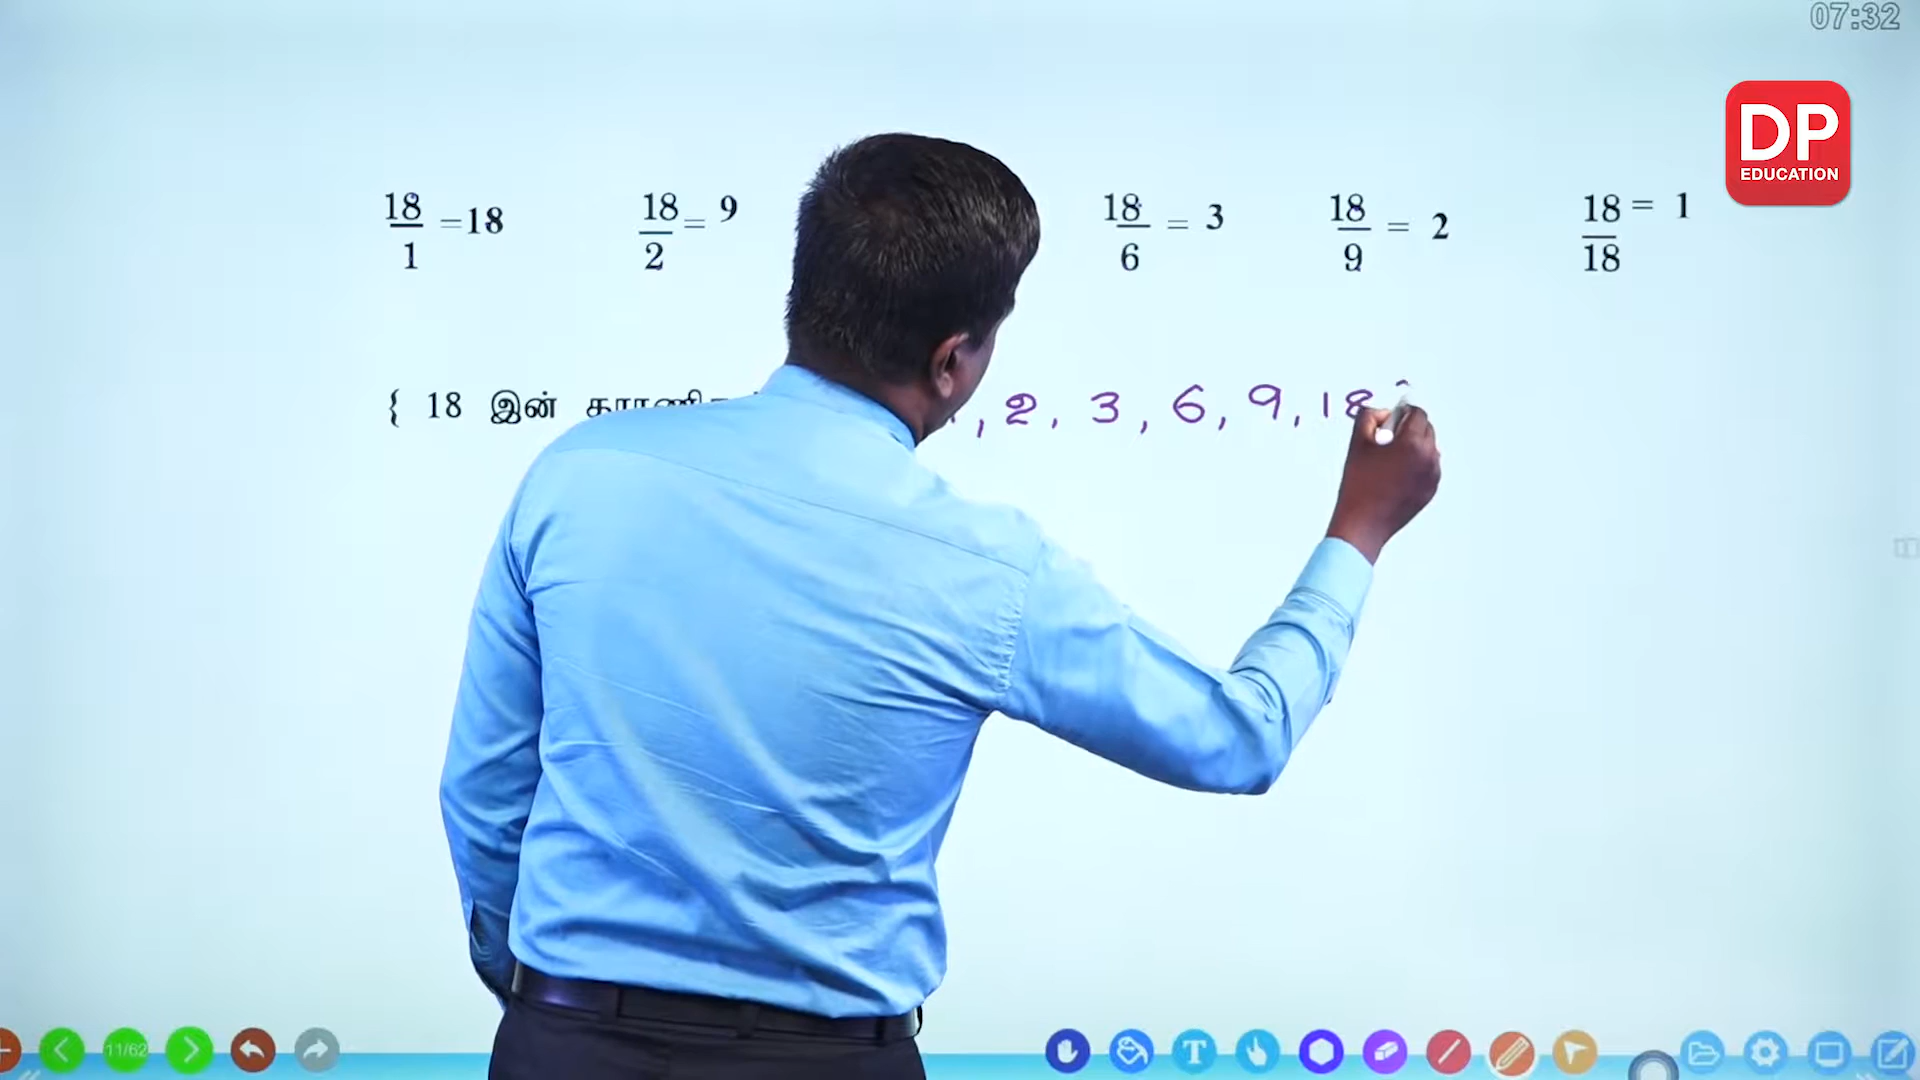 07:32
DP
EDUCATION
18/1 =18 18/2 = 9 18/6 = 3 18/9 = 2 18/18 = 1
{ 18 இன் , 2, 3, 6, 9, 18
11/62
T